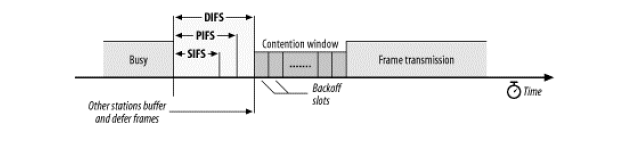 DIFS
PIFS
SIFS
Contention window
Busy
.......
Frame transmission
Backoff
slots
Time
Other stations buffer
and defer frames